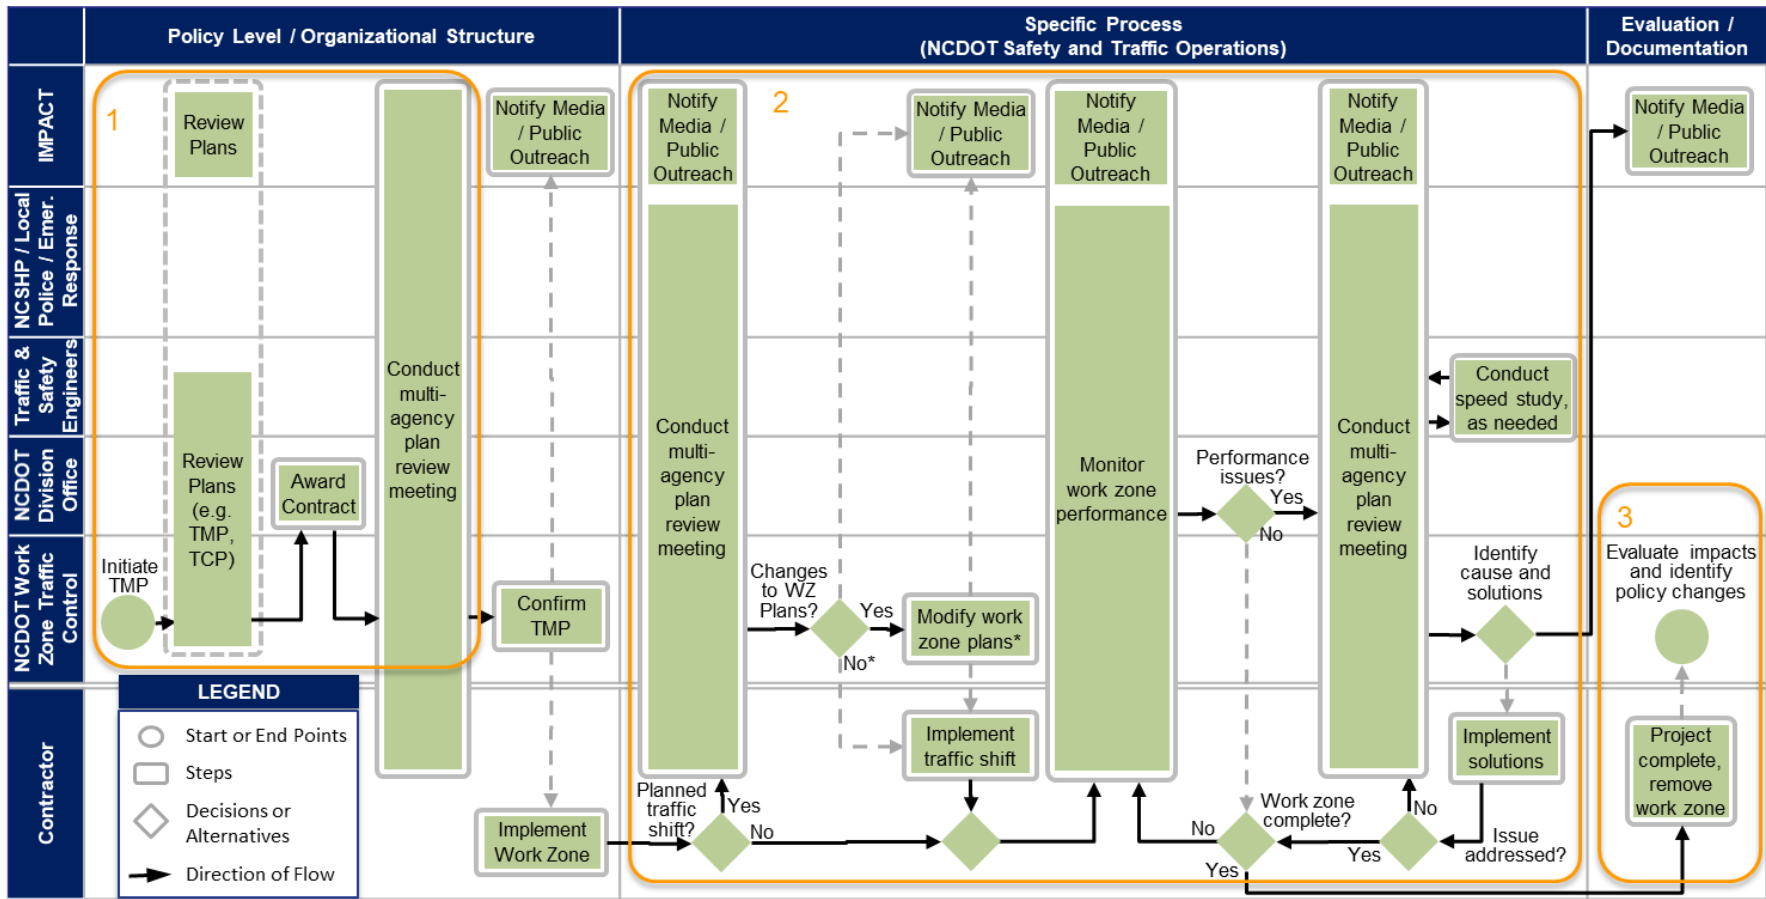 Policy Level / Organizational Structure
Specific Process
(NCDOT Safety and Traffic Operations)
Evaluation /
Documentation
IMPACT
NCSHP / Local
Police / Emer.
Response
Traffic &
Safety
Engineers
NCDOT
Division
Office
NCDOT Work
Zone Traffic
Control
Contractor
1
Review
Plans
Review
Plans
(e.g.
TMP,
TCP)
Initiate
TMP
Award
Contract
Conduct
multi-
agency
plan
review
meeting
Notify Media
/ Public
Outreach
Confirm
TMP
Implement
Work Zone
2
Notify
Media /
Public
Outreach
Conduct
multi-
agency
plan
review
meeting
Planned
traffic
shift?
Yes
No
Changes
to WZ
Plans?
Yes
No*
Notify Media
/ Public
Outreach
Modify work
zone plans*
Implement
traffic shift
Notify
Media /
Public
Outreach
Monitor
work zone
performance
Performance
issues?
Yes
No
Notify
Media /
Public
Outreach
Conduct
multi-
agency
plan
review
meeting
Conduct
speed study,
as needed
Identify
cause and
solutions
Implement
solutions
Issue
addressed?
No
Yes
Work zone
complete?
No
Yes
Notify Media
/ Public
Outreach
3
Evaluate impacts
and identify
policy changes
Project
complete,
remove
work zone
LEGEND
Start or End Points
Steps
Decisions or
Alternatives
Direction of Flow